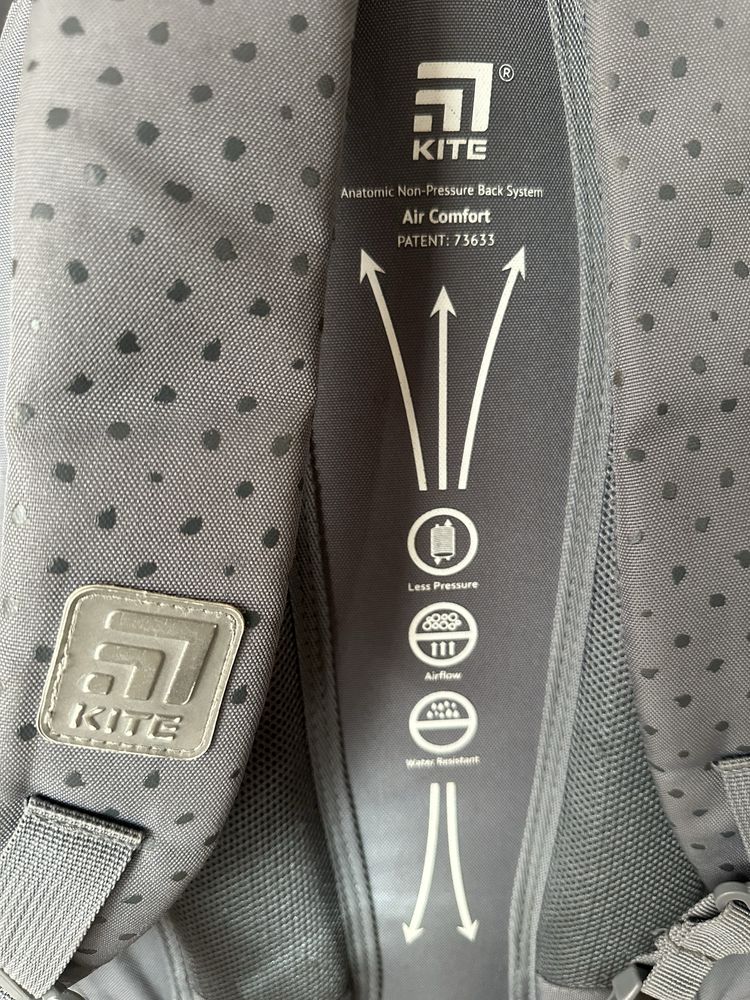 ®
KITE
Anatomic Non-Pressure Back System
Air Comfort
PATENT: 73633
Less Pressure
Airflow
Water Resistant
KITE